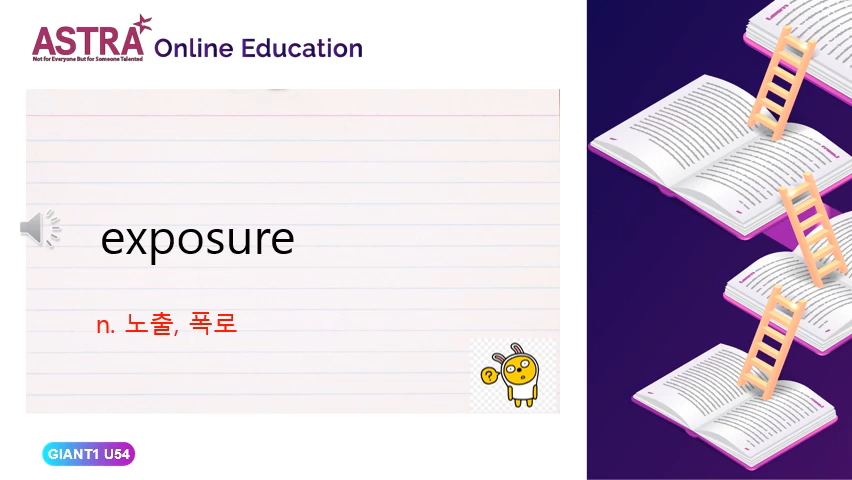 ASTRA Online Education
Not for Everyone But for Someone Talented
exposure
n. 노출, 폭로
?
GIANT1 U54